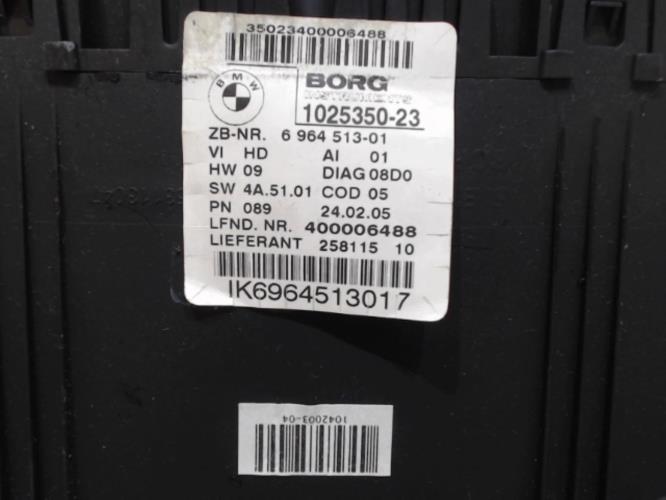 35023400006488
BMW
BORG
INSTRUMENTS
1025350-23
ZB-NR. 6 964 513-01
VI HD AI 01
HW 09 DIAG 08D0
SW 4A.51.01 COD 05
PN 089 24.02.05
LFND. NR. 400006488
LIEFERANT 258115 10
IK6964513017
1042003-04